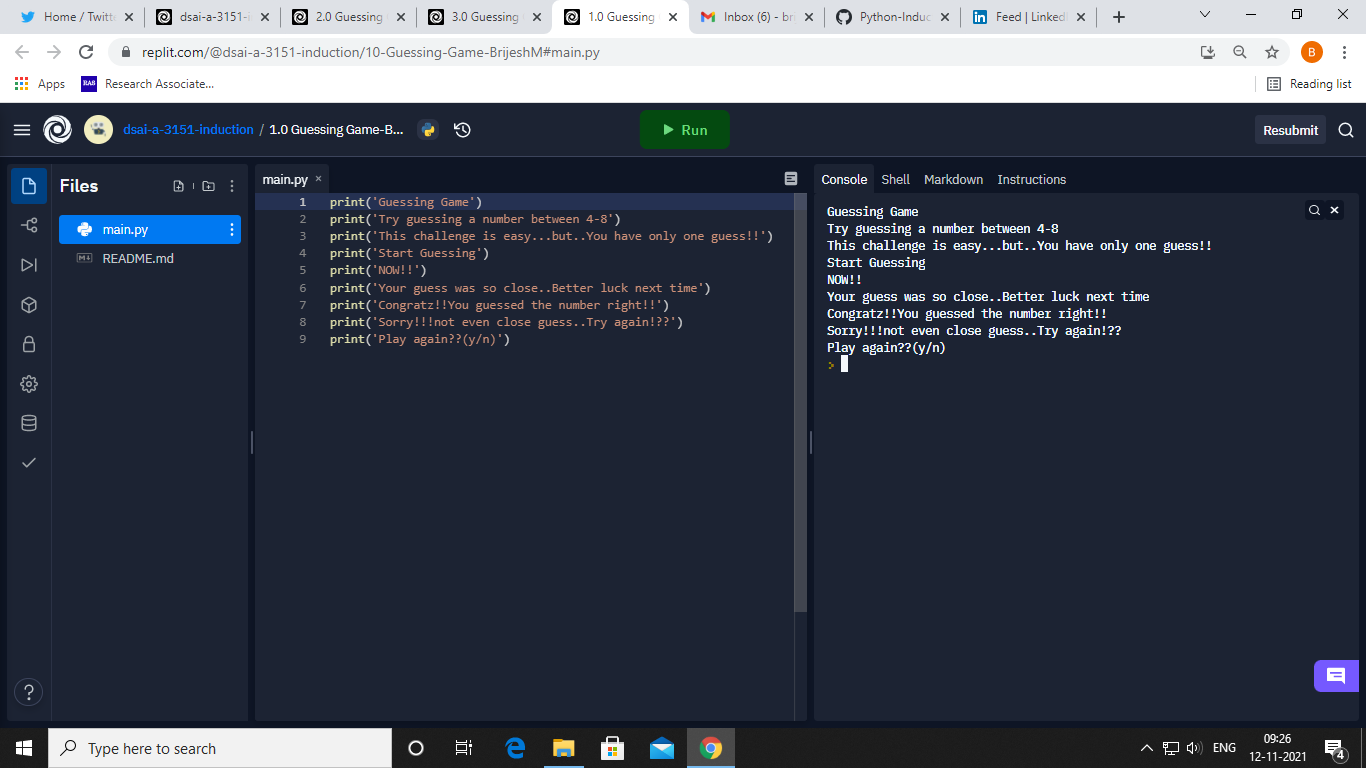 Home / Twitt
dsai-a-3151-i
2.0 Guessing
3.0 Guessing
1.0 Guessing
Inbox (6) - br
Python-Induc
Feed | LinkedI
replit.com/@dsai-a-3151-induction/10-Guessing-Game-BrijeshM#main.py
B
Apps
RAS
Research Associate...
Reading list
dsai-a-3151-induction / 1.0 Guessing Game-B...
Run
Resubmit
Files
main.py
README.md
main.py
1 print('Guessing Game')
2 print('Try guessing a number between 4-8')
3 print('This challenge is easy...but..You have only one guess!!')
4 print('Start Guessing')
5 print('NOW!!')
6 print('Your guess was so close..Better luck next time')
7 print('Congratz!!You guessed the number right!!')
8 print('Sorry!!!not even close guess..Try again!??')
9 print('Play again??(y/n)')
Console
Shell
Markdown
Instructions
Guessing Game
Try guessing a number between 4-8
This challenge is easy...but..You have only one guess!!
Start Guessing
NOW!!
Your guess was so close..Better luck next time
Congratz!!You guessed the number right!!
Sorry!!!not even close guess..Try again!??
Play again??(y/n)
>
?
Type here to search
ENG
09:26
12-11-2021
4